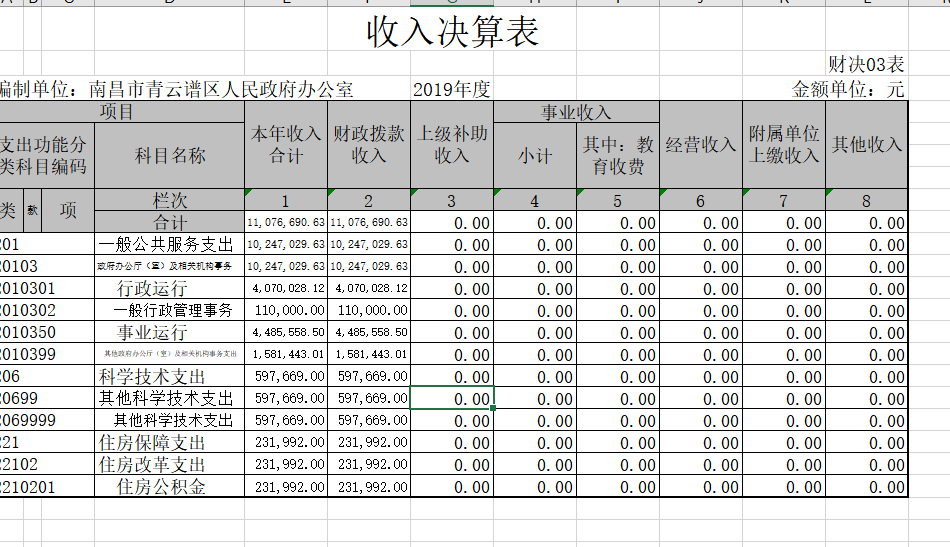 收入决算表
财决03表
编制单位：南昌市青云谱区人民政府办公室 2019年度 金额单位：元
项目 本年收入合计 财政拨款收入 上级补助收入 事业收入 经营收入 附属单位上缴收入 其他收入
支出功能分类科目编码 科目名称 小计 其中：教育收费
类 款 项 栏次 1 2 3 4 5 6 7 8
合计 11,076,690.63 11,076,690.63 0.00 0.00 0.00 0.00 0.00 0.00
201 一般公共服务支出 10,247,029.63 10,247,029.63 0.00 0.00 0.00 0.00 0.00 0.00
20103 政府办公厅（室）及相关机构事务 10,247,029.63 10,247,029.63 0.00 0.00 0.00 0.00 0.00 0.00
2010301 行政运行 4,070,028.12 4,070,028.12 0.00 0.00 0.00 0.00 0.00 0.00
2010302 一般行政管理事务 110,000.00 110,000.00 0.00 0.00 0.00 0.00 0.00 0.00
2010350 事业运行 4,485,558.50 4,485,558.50 0.00 0.00 0.00 0.00 0.00 0.00
2010399 其他政府办公厅（室）及相关机构事务支出 1,581,443.01 1,581,443.01 0.00 0.00 0.00 0.00 0.00 0.00
206 科学技术支出 597,669.00 597,669.00 0.00 0.00 0.00 0.00 0.00 0.00
20699 其他科学技术支出 597,669.00 597,669.00 0.00 0.00 0.00 0.00 0.00 0.00
2069999 其他科学技术支出 597,669.00 597,669.00 0.00 0.00 0.00 0.00 0.00 0.00
221 住房保障支出 231,992.00 231,992.00 0.00 0.00 0.00 0.00 0.00 0.00
22102 住房改革支出 231,992.00 231,992.00 0.00 0.00 0.00 0.00 0.00 0.00
2210201 住房公积金 231,992.00 231,992.00 0.00 0.00 0.00 0.00 0.00 0.00